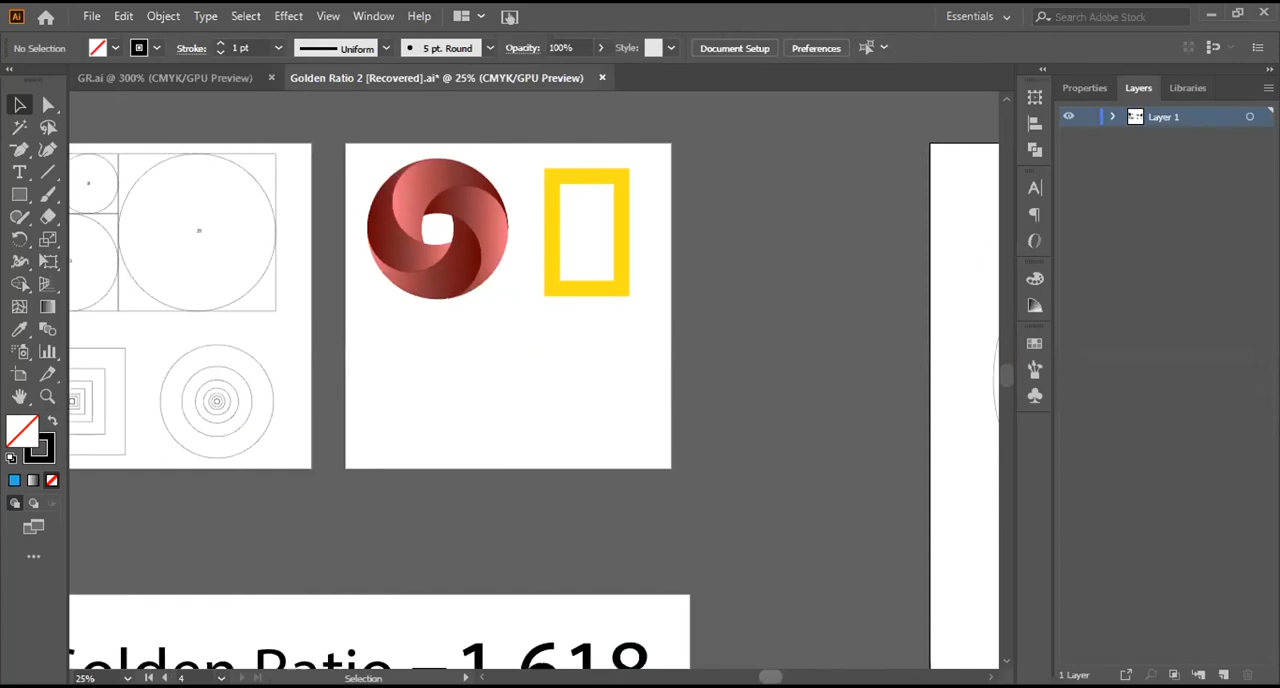 Ai File Edit Object Type Select Effect View Window Help Essentials Search Adobe Stock
No Selection Stroke: 1 pt Uniform 5 pt. Round Opacity: 100% Style: Document Setup Preferences
GR.ai @ 300% (CMYK/GPU Preview) Golden Ratio 2 [Recovered].ai* @ 25% (CMYK/GPU Preview)
Properties Layers Libraries
Layer 1
Golden Ratio = 1.618
25% 4 Selection
1 Layer